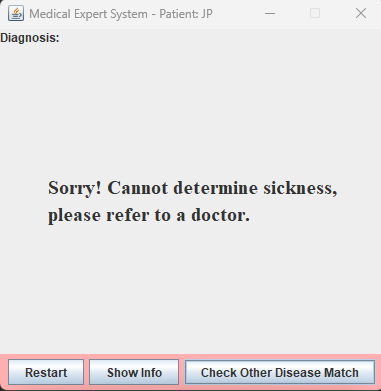 Medical Expert System - Patient: JP
Diagnosis:
Sorry! Cannot determine sickness,
please refer to a doctor.
Restart Show Info Check Other Disease Match